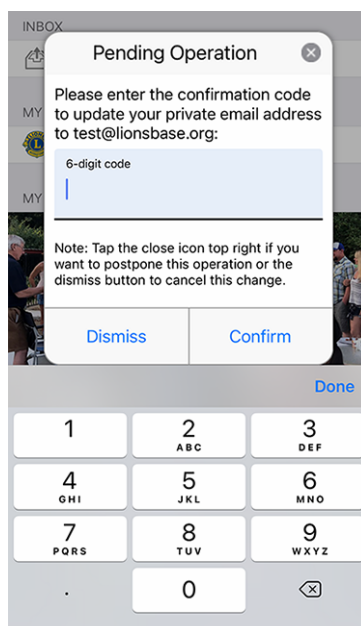 INBOX
Pending Operation
MY
Please enter the confirmation code
to update your private email address
to test@lionsbase.org:
6-digit code
MY
Note: Tap the close icon top right if you
want to postpone this operation or the
dismiss button to cancel this change.
Dismiss Confirm
Done
1 2 3
ABC DEF
4 5 6
GHI JKL MNO
7 8 9
PQRS TUV WXYZ
. 0